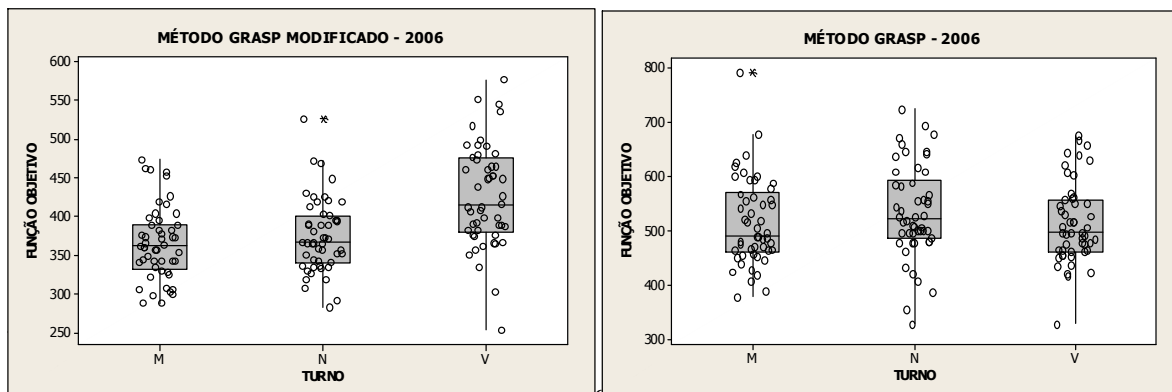 MÉTODO GRASP MODIFICADO - 2006
FUNÇÃO OBJETIVO
600
550
500
450
400
350
300
250
M N V
TURNO
MÉTODO GRASP - 2006
FUNÇÃO OBJETIVO
800
700
600
500
400
300
M N V
TURNO